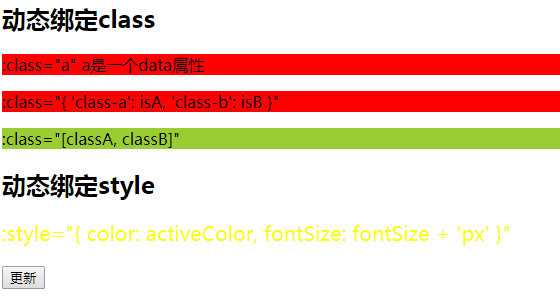 动态绑定class
:class="a" a是一个data属性
:class="{ 'class-a': isA, 'class-b': isB }"
:class="[classA, classB]"
动态绑定style
:style="{ color: activeColor, fontSize: fontSize + 'px' }"
更新